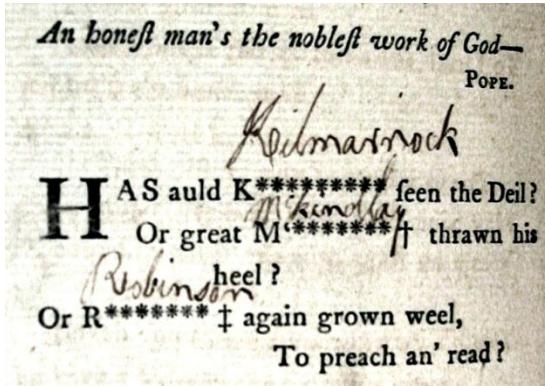 An honeſt man's the nobleſt work of God—
POPE.
Kilmarnock
HAS auld K********* ſeen the Deil?
McKindlay
Or great M'*******† thrawn his
Robinson
heel?
Or R******* ‡ again grown weel,
To preach an' read?